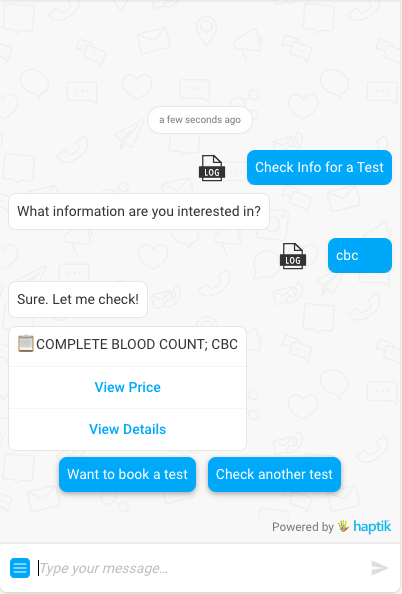 a few seconds ago
LOG
Check Info for a Test
What information are you interested in?
LOG
cbc
Sure. Let me check!
COMPLETE BLOOD COUNT; CBC
View Price
View Details
Want to book a test
Check another test
Powered by haptik
Type your message...